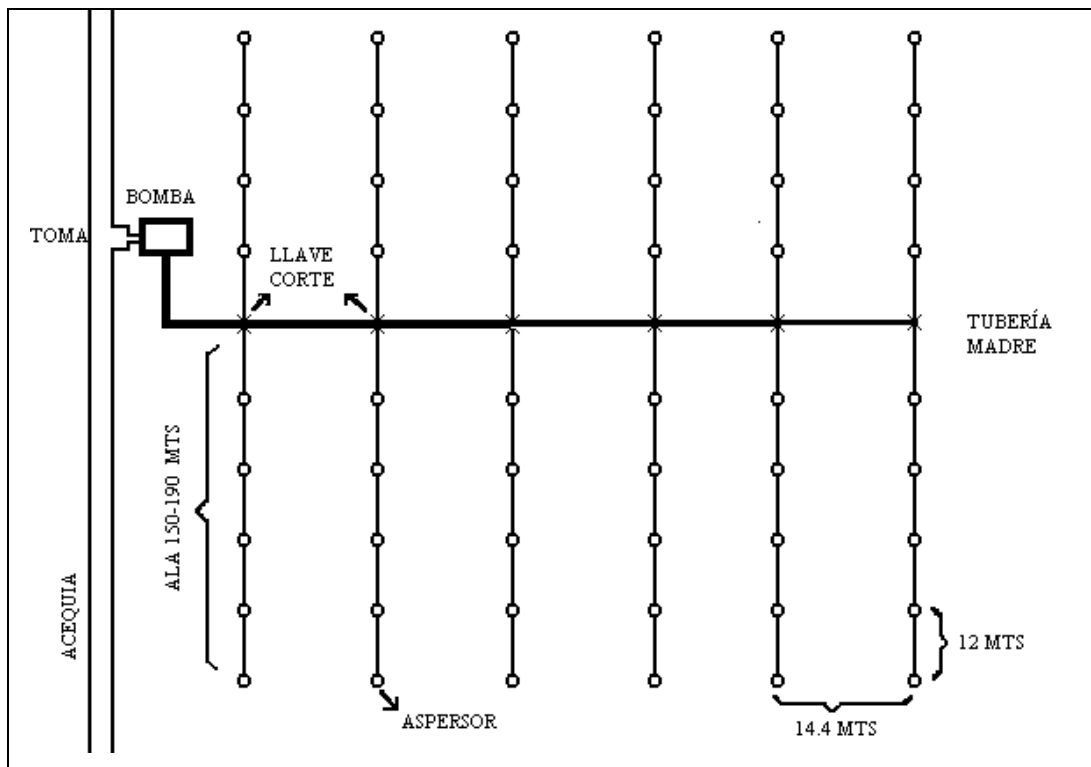 BOMBA
TOMA
LLAVE
CORTE
TUBERÍA
MADRE
ALA 150-190 MTS
ACEQUIA
12 MTS
ASPERSOR
14.4 MTS